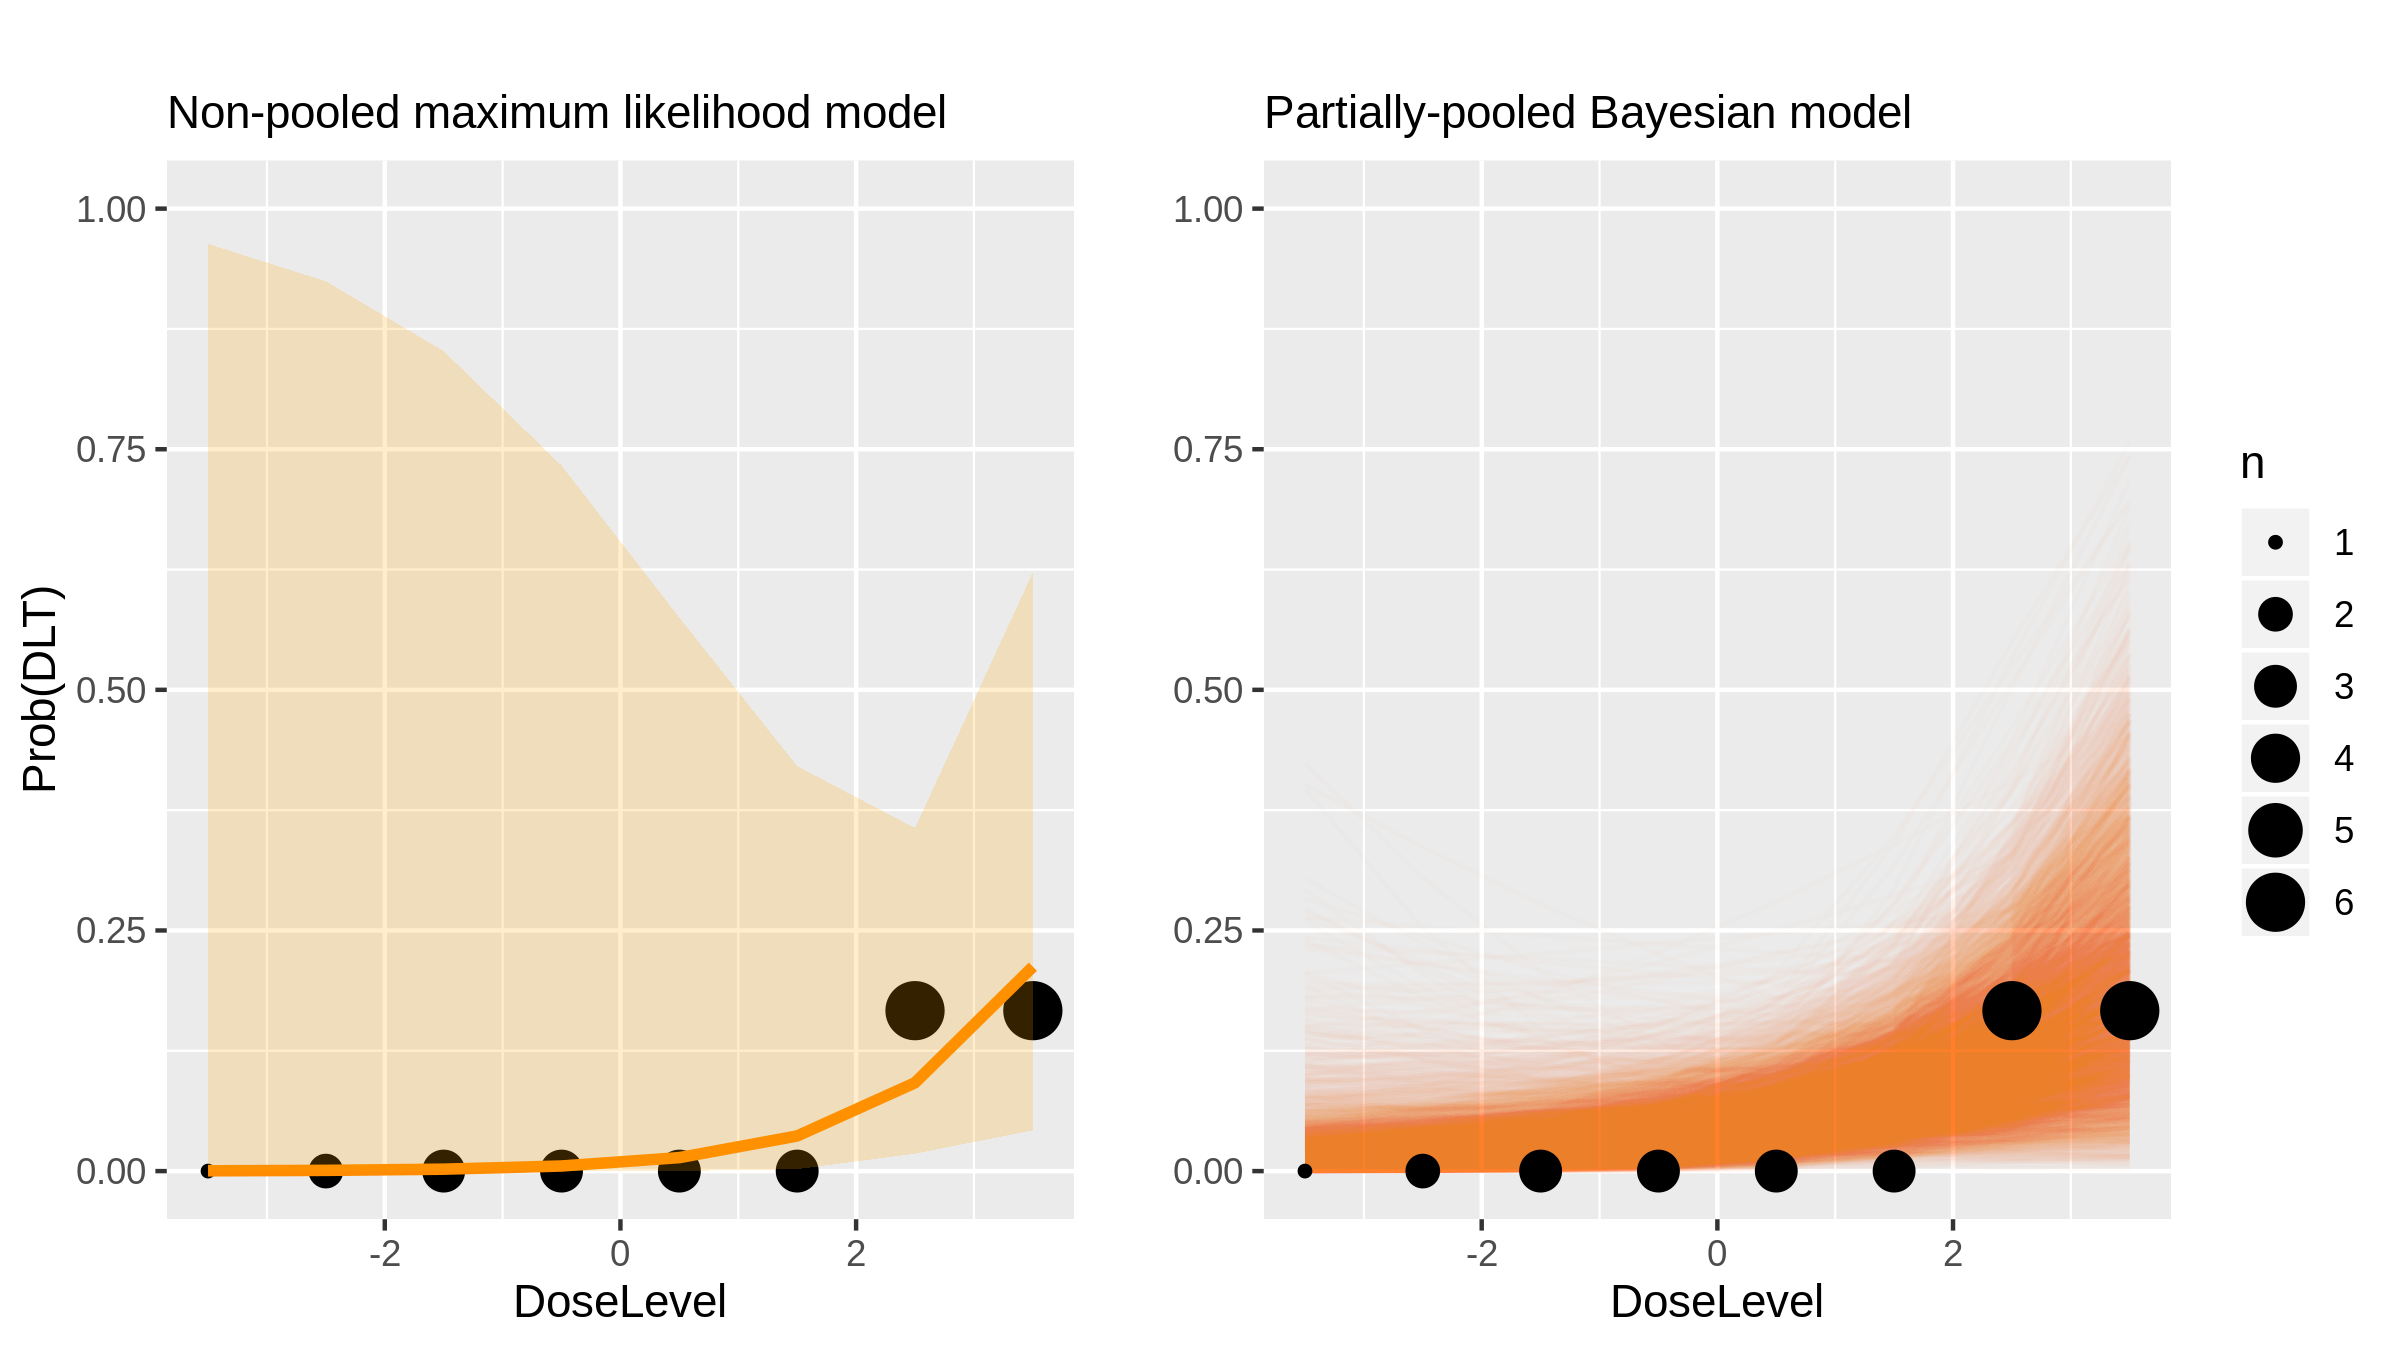 Non-pooled maximum likelihood model
Partially-pooled Bayesian model
Prob(DLT)
1.00
0.75
0.50
0.25
0.00
-2 0 2
DoseLevel
1.00
0.75
0.50
0.25
0.00
-2 0 2
DoseLevel
n
1
2
3
4
5
6